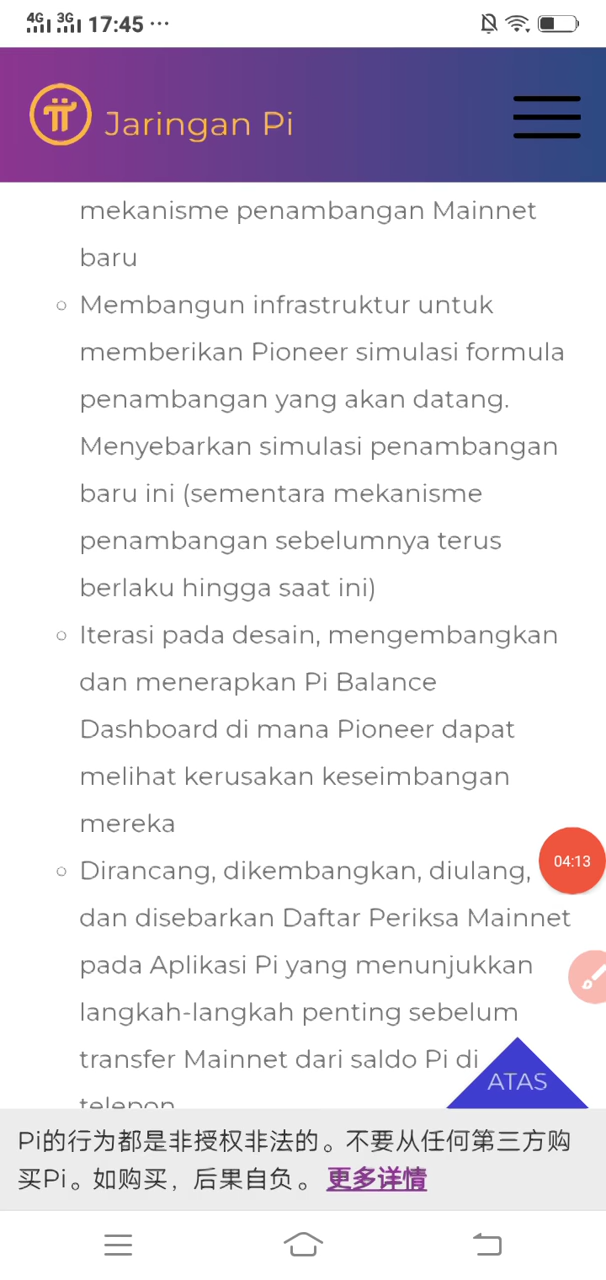 4G 3G 17:45 ...
Jaringan Pi
mekanisme penambangan Mainnet
baru
Membangun infrastruktur untuk
memberikan Pioneer simulasi formula
penambangan yang akan datang.
Menyebarkan simulasi penambangan
baru ini (sementara mekanisme
penambangan sebelumnya terus
berlaku hingga saat ini)
Iterasi pada desain, mengembangkan
dan menerapkan Pi Balance
Dashboard di mana Pioneer dapat
melihat kerusakan keseimbangan
mereka
04:13
Dirancang, dikembangkan, diulang,
dan disebarkan Daftar Periksa Mainnet
pada Aplikasi Pi yang menunjukkan
langkah-langkah penting sebelum
transfer Mainnet dari saldo Pi di
ATAS
telepon
Pi的行为都是非授权非法的。不要从任何第三方购
买Pi。如购买，后果自负。更多详情